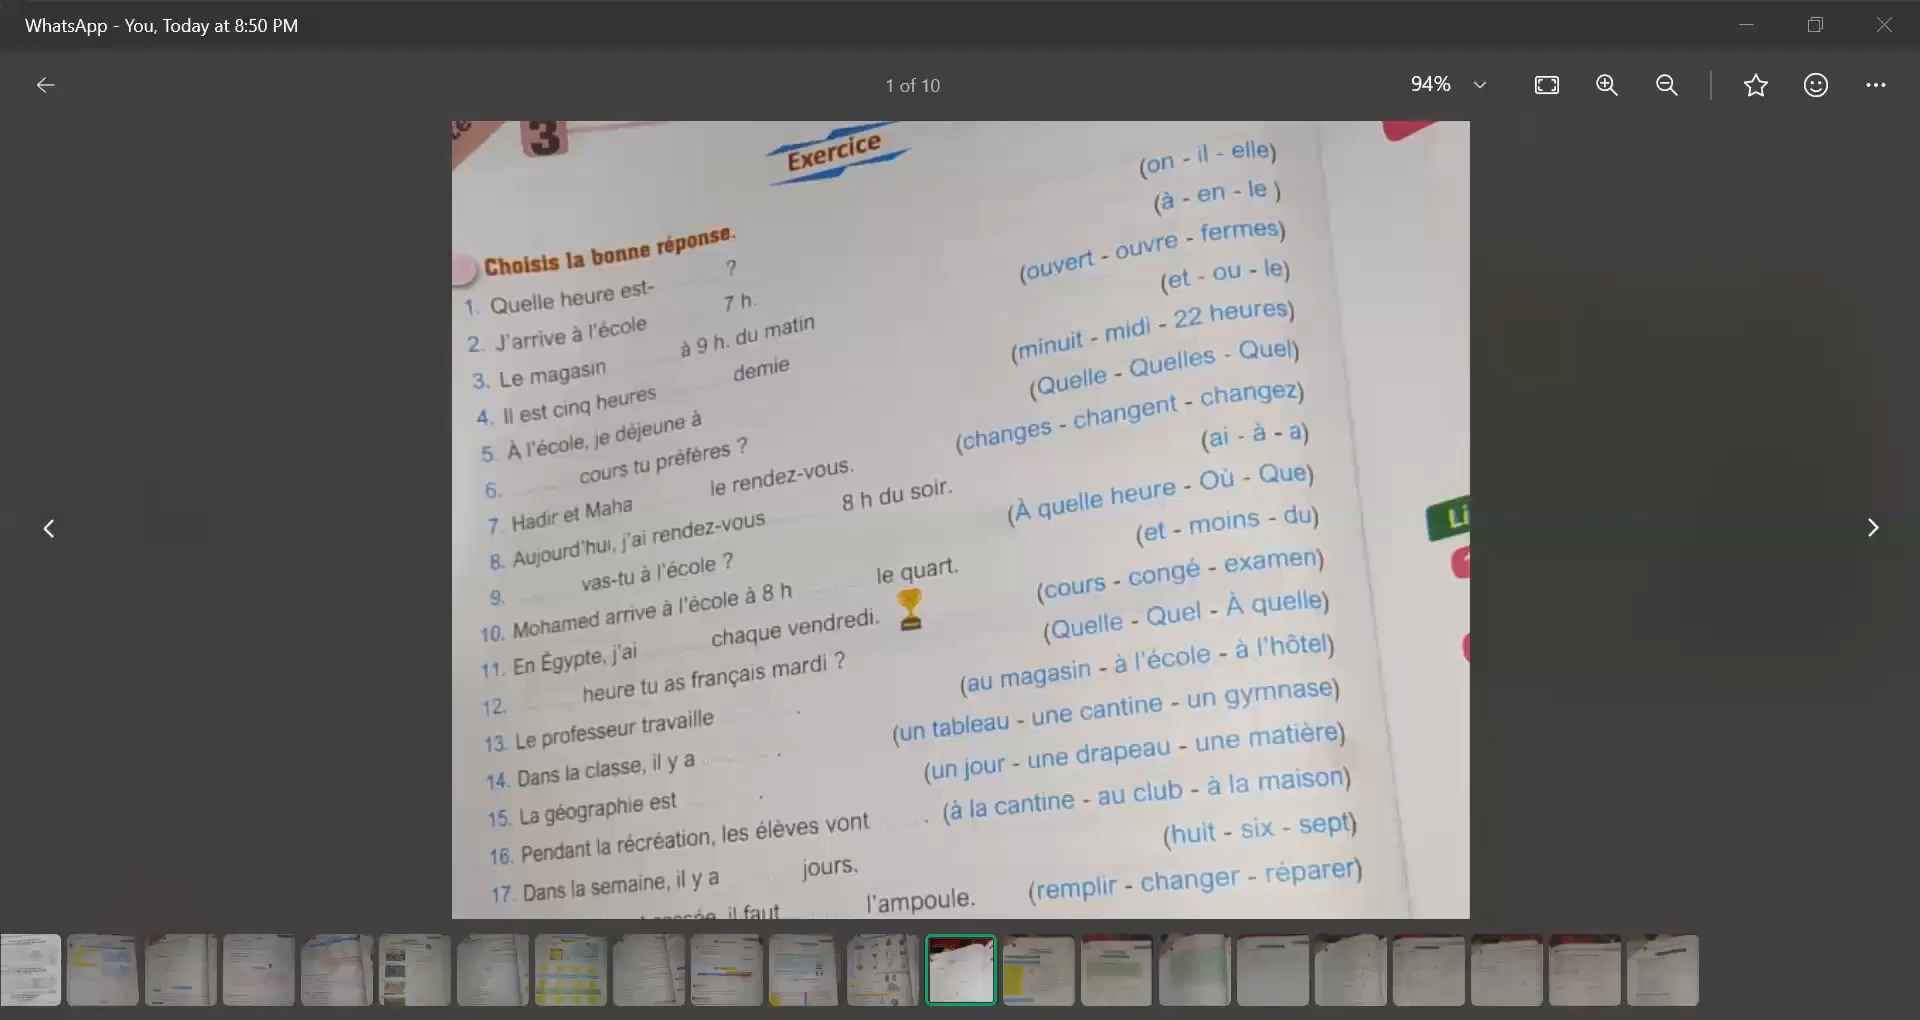 WhatsApp - You, Today at 8:50 PM
1 of 10
94%
3
Exercice
Choisis la bonne réponse.
1. Quelle heure est- ? (on - il - elle)
2. J'arrive à l'école 7 h. (à - en - le )
3. Le magasin à 9 h. du matin (ouvert - ouvre - fermes)
4. Il est cinq heures demie (et - ou - le)
5. À l'école, je déjeune à (minuit - midi - 22 heures)
6. cours tu préfères ? (Quelle - Quelles - Quel)
7. Hadir et Maha le rendez-vous. (changes - changent - changez)
8. Aujourd'hui, j'ai rendez-vous 8 h du soir. (ai - à - a)
9. vas-tu à l'école ? (À quelle heure - Où - Que)
10. Mohamed arrive à l'école à 8 h le quart. (et - moins - du)
11. En Égypte, j'ai chaque vendredi. (cours - congé - examen)
12. heure tu as français mardi ? (Quelle - Quel - À quelle)
13. Le professeur travaille . (au magasin - à l'école - à l'hôtel)
14. Dans la classe, il y a . (un tableau - une cantine - un gymnase)
15. La géographie est . (un jour - une drapeau - une matière)
16. Pendant la récréation, les élèves vont . (à la cantine - au club - à la maison)
17. Dans la semaine, il y a jours. (huit - six - sept)
il faut l'ampoule. (remplir - changer - réparer)
Li